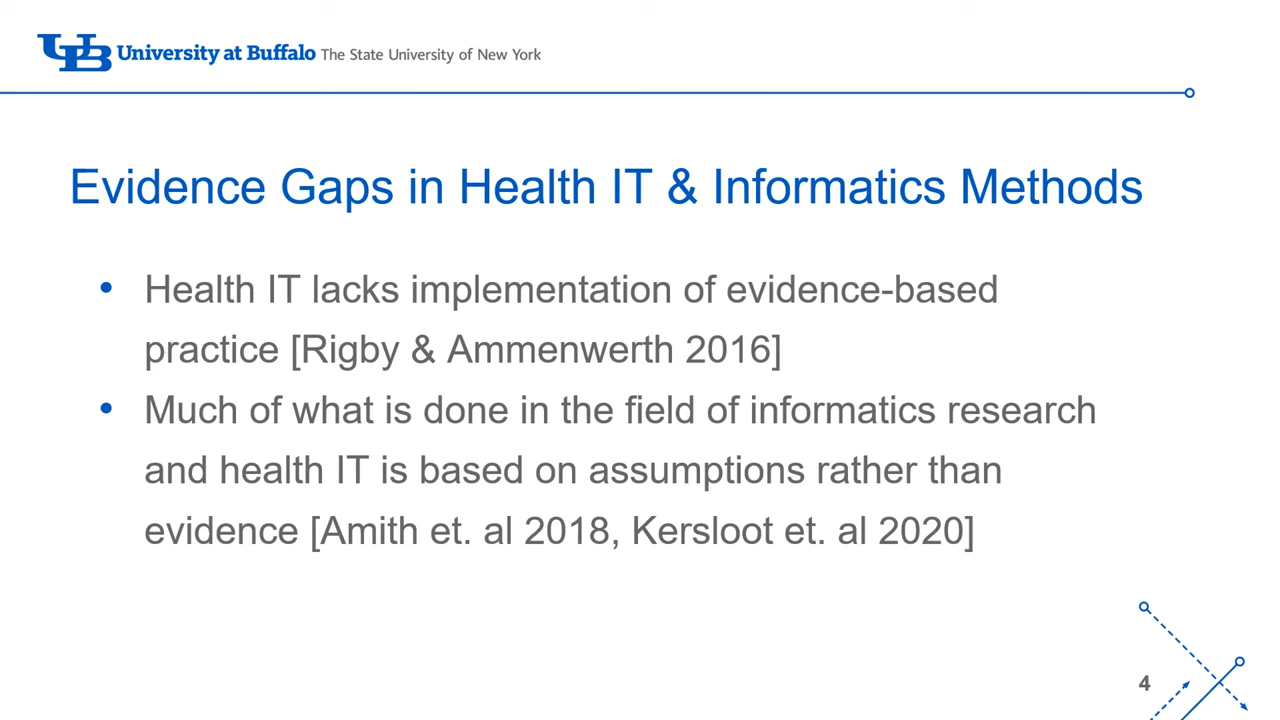 UB University at Buffalo The State University of New York
Evidence Gaps in Health IT & Informatics Methods
• Health IT lacks implementation of evidence-based
practice [Rigby & Ammenwerth 2016]
• Much of what is done in the field of informatics research
and health IT is based on assumptions rather than
evidence [Amith et. al 2018, Kersloot et. al 2020]
4